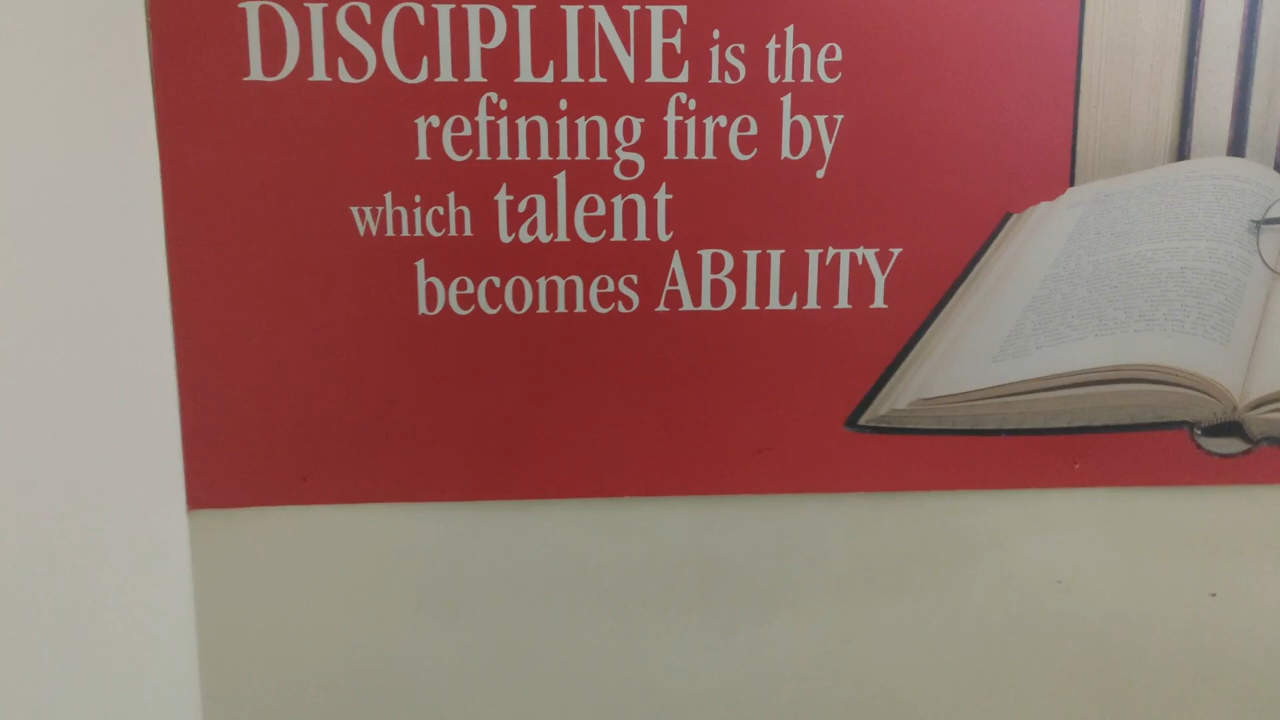 DISCIPLINE is the
refining fire by
which talent
becomes ABILITY